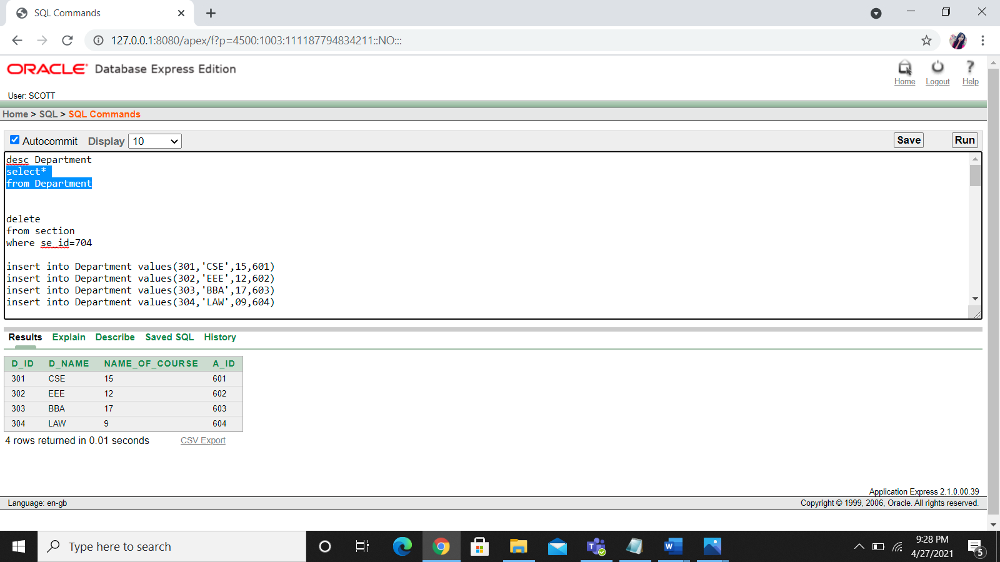 SQL Commands
127.0.0.1:8080/apex/f?p=4500:1003:111187794834211::NO:::
ORACLE Database Express Edition
Home Logout Help
User: SCOTT
Home > SQL > SQL Commands
Autocommit Display 10 Save Run
desc Department
select*
from Department
delete
from section
where se_id=704
insert into Department values(301,'CSE',15,601)
insert into Department values(302,'EEE',12,602)
insert into Department values(303,'BBA',17,603)
insert into Department values(304,'LAW',09,604)
Results Explain Describe Saved SQL History
D_ID D_NAME NAME_OF_COURSE A_ID
301 CSE 15 601
302 EEE 12 602
303 BBA 17 603
304 LAW 9 604
4 rows returned in 0.01 seconds CSV Export
Application Express 2.1.0.00.39
Language: en-gb Copyright © 1999, 2006, Oracle. All rights reserved.
Type here to search
9:28 PM
4/27/2021
5